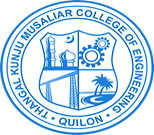 THANGAL KUNJU MUSALIAR COLLEGE OF ENGINEERING
• QUILON •